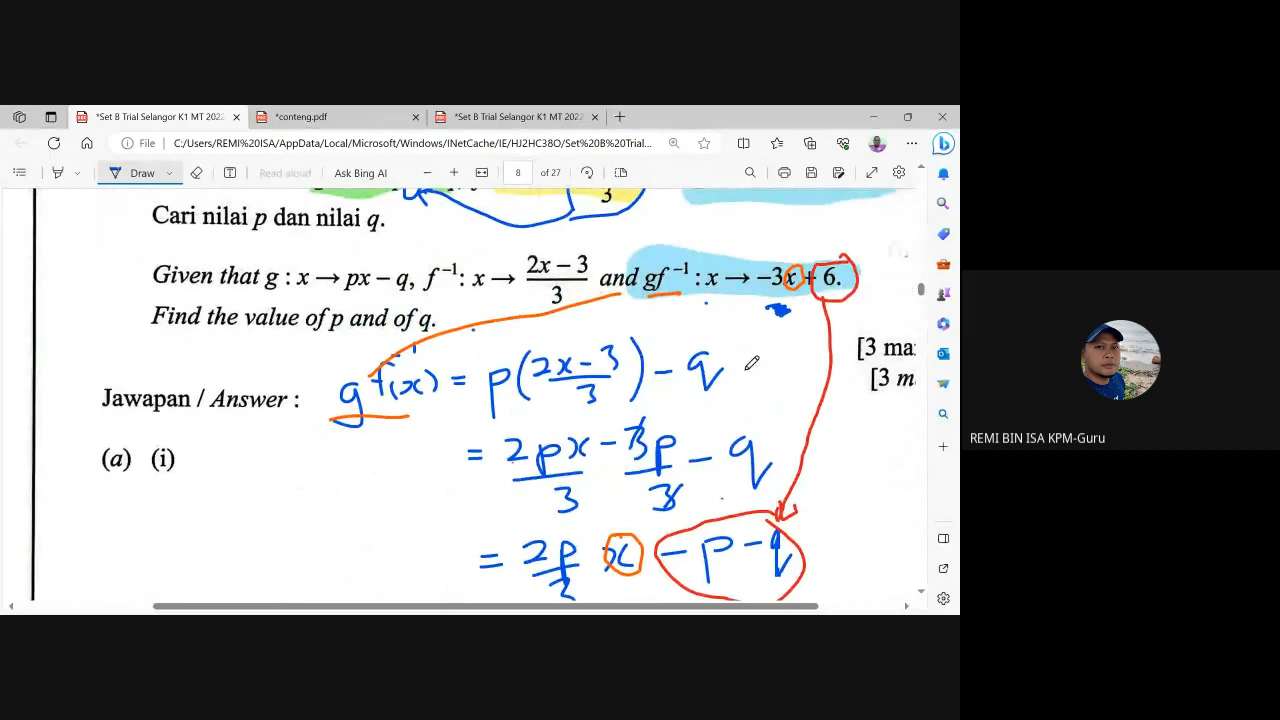 *Set B Trial Selangor K1 MT 2022
*conteng.pdf
*Set B Trial Selangor K1 MT 2022
File
C:/Users/REMI%20ISA/AppData/Local/Microsoft/Windows/INetCache/IE/HJ2HC38O/Set%20B%20Trial...
Draw
Read aloud
Ask Bing AI
8 of 27
3
Cari nilai p dan nilai q.
Given that g : x → px − q, f⁻¹: x → (2x − 3)/3 and gf⁻¹ : x → −3x + 6.
Find the value of p and of q.
[3 mar
[3 m
Jawapan / Answer :
g f⁻¹(x) = p((2x − 3)/3) − q
(a) (i)
= 2px/3 − 3p/3 − q
= 2p/3 x − p − q
REMI BIN ISA KPM-Guru